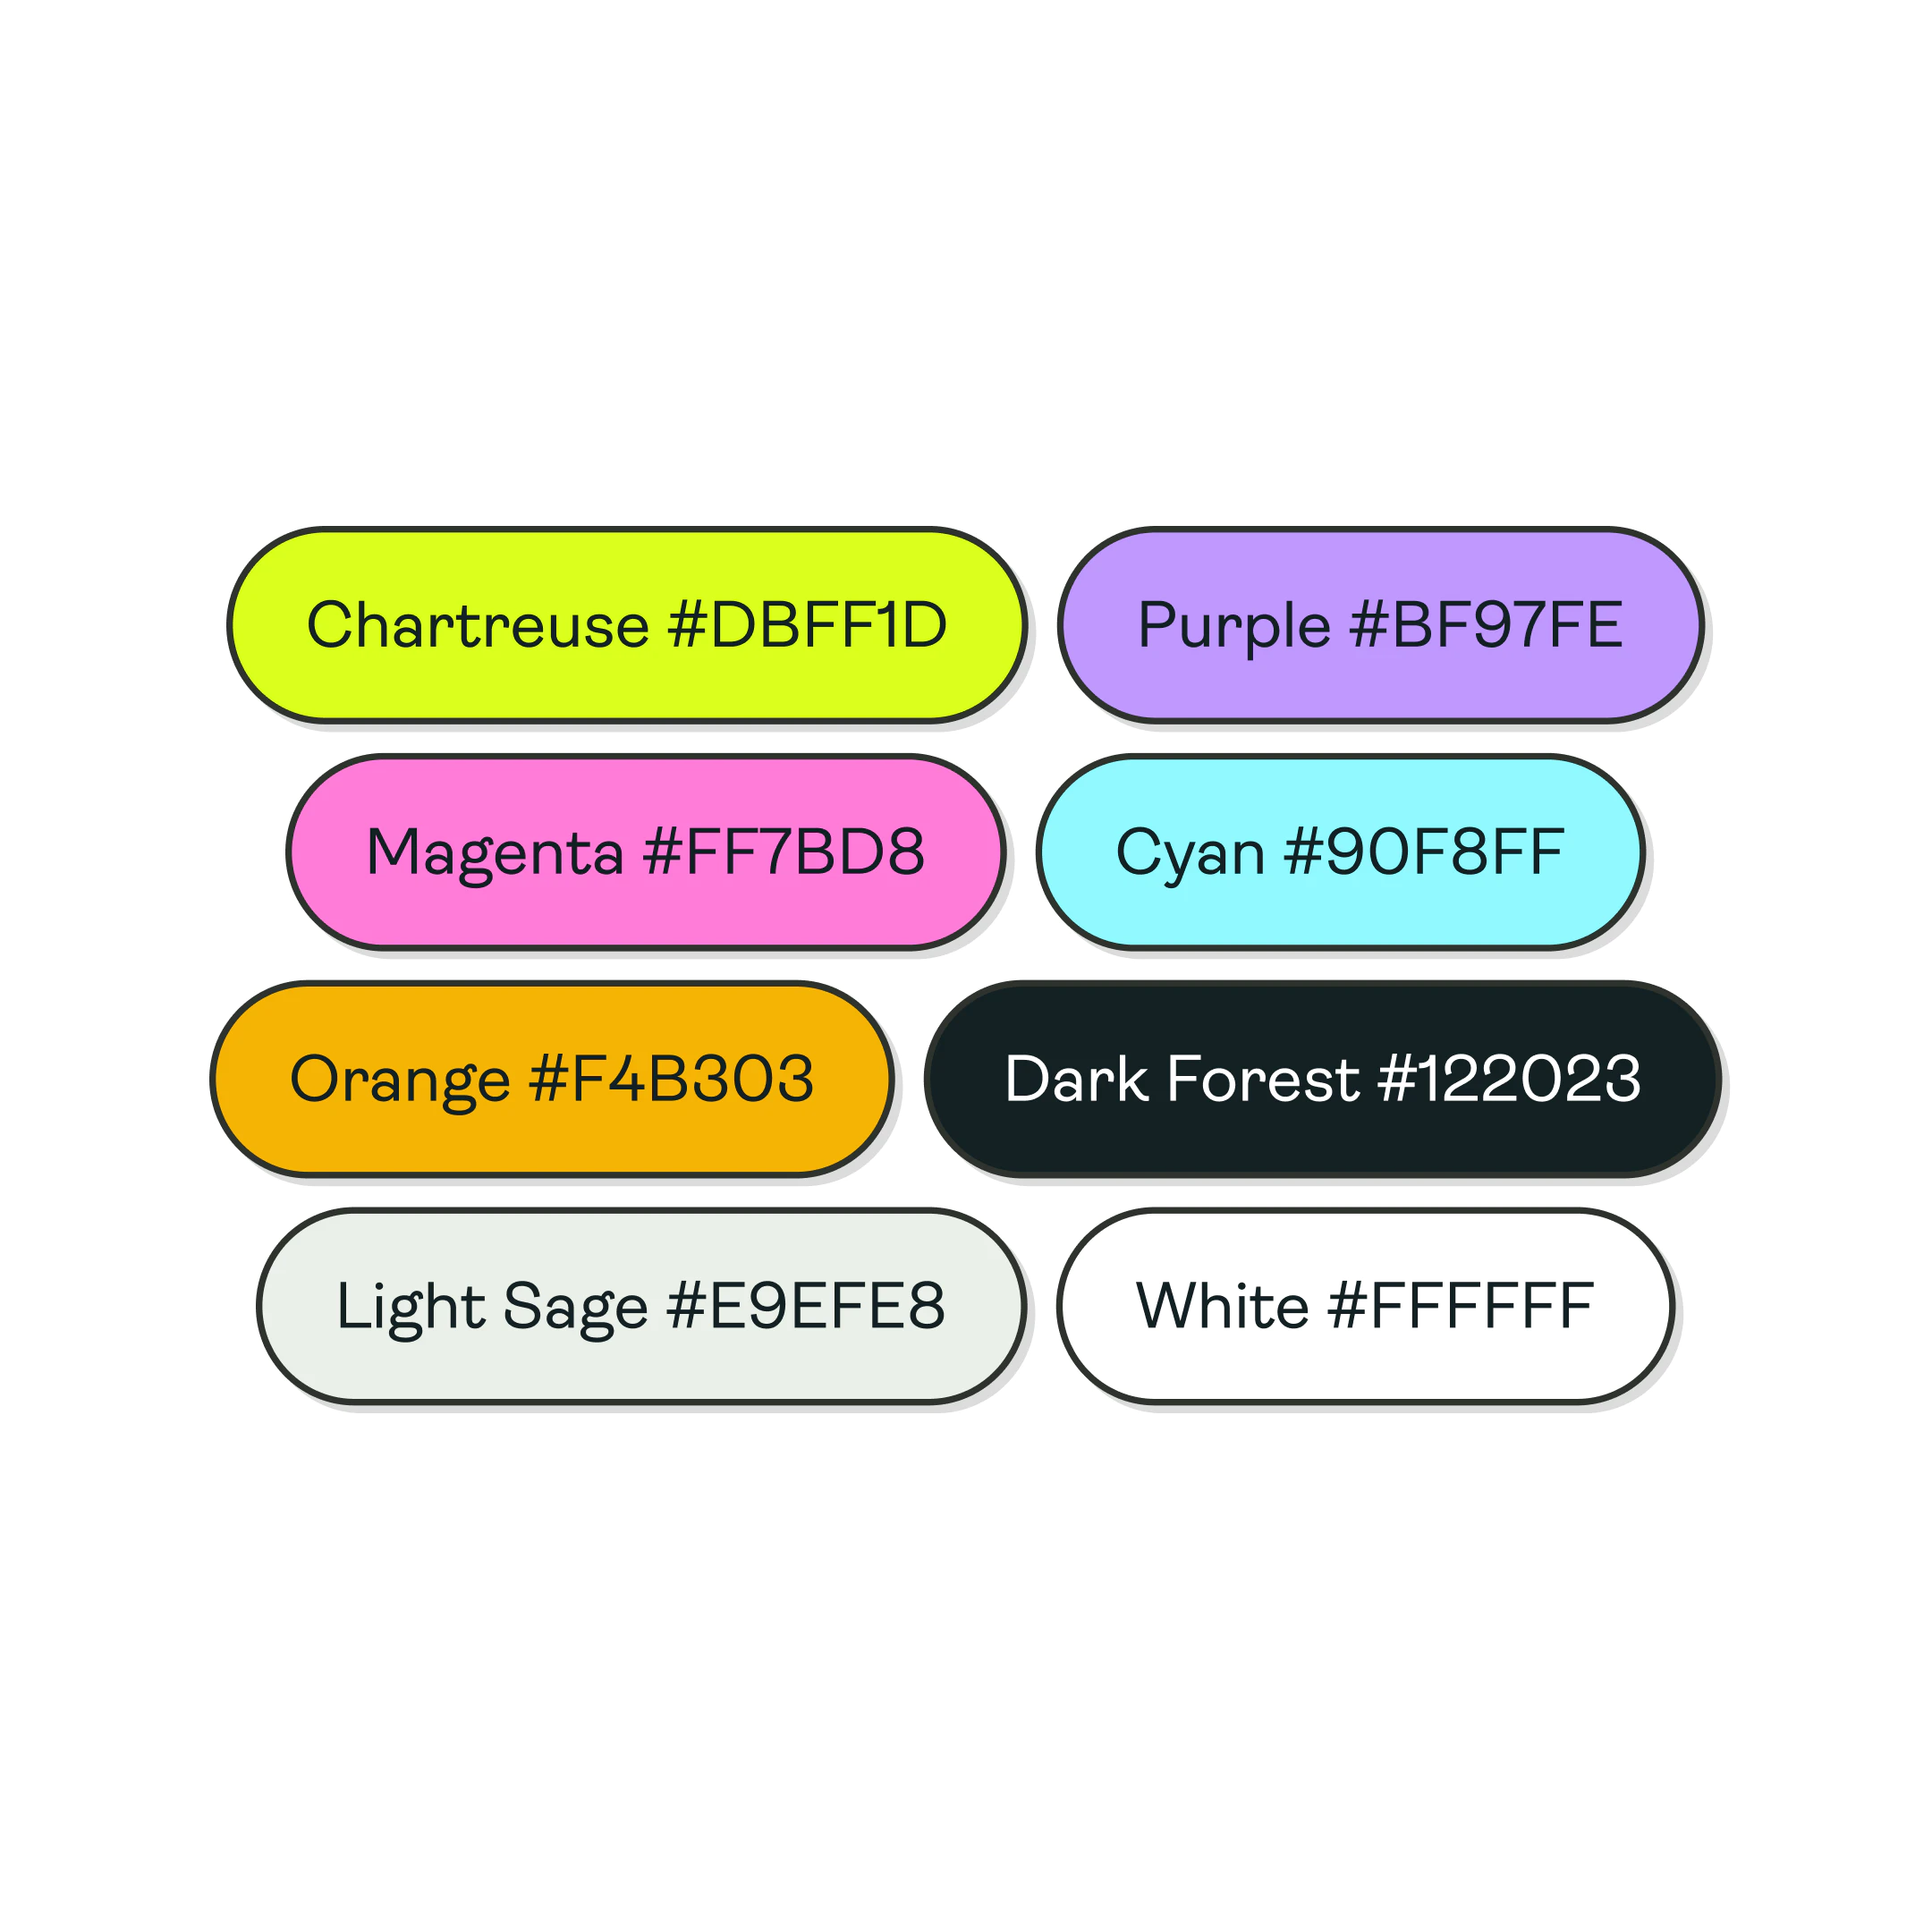 Chartreuse #DBFF1D
Purple #BF97FE
Magenta #FF7BD8
Cyan #90F8FF
Orange #F4B303
Dark Forest #122023
Light Sage #E9EFE8
White #FFFFFF